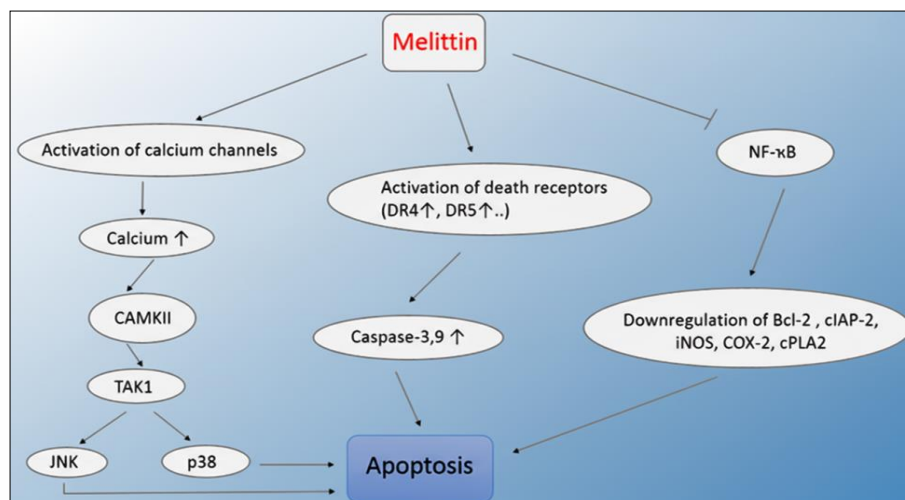 Melittin
Activation of calcium channels
NF-κB
Activation of death receptors
(DR4↑, DR5↑..)
Calcium ↑
CAMKII
Caspase-3,9 ↑
Downregulation of Bcl-2 , cIAP-2,
iNOS, COX-2, cPLA2
TAK1
JNK
p38
Apoptosis